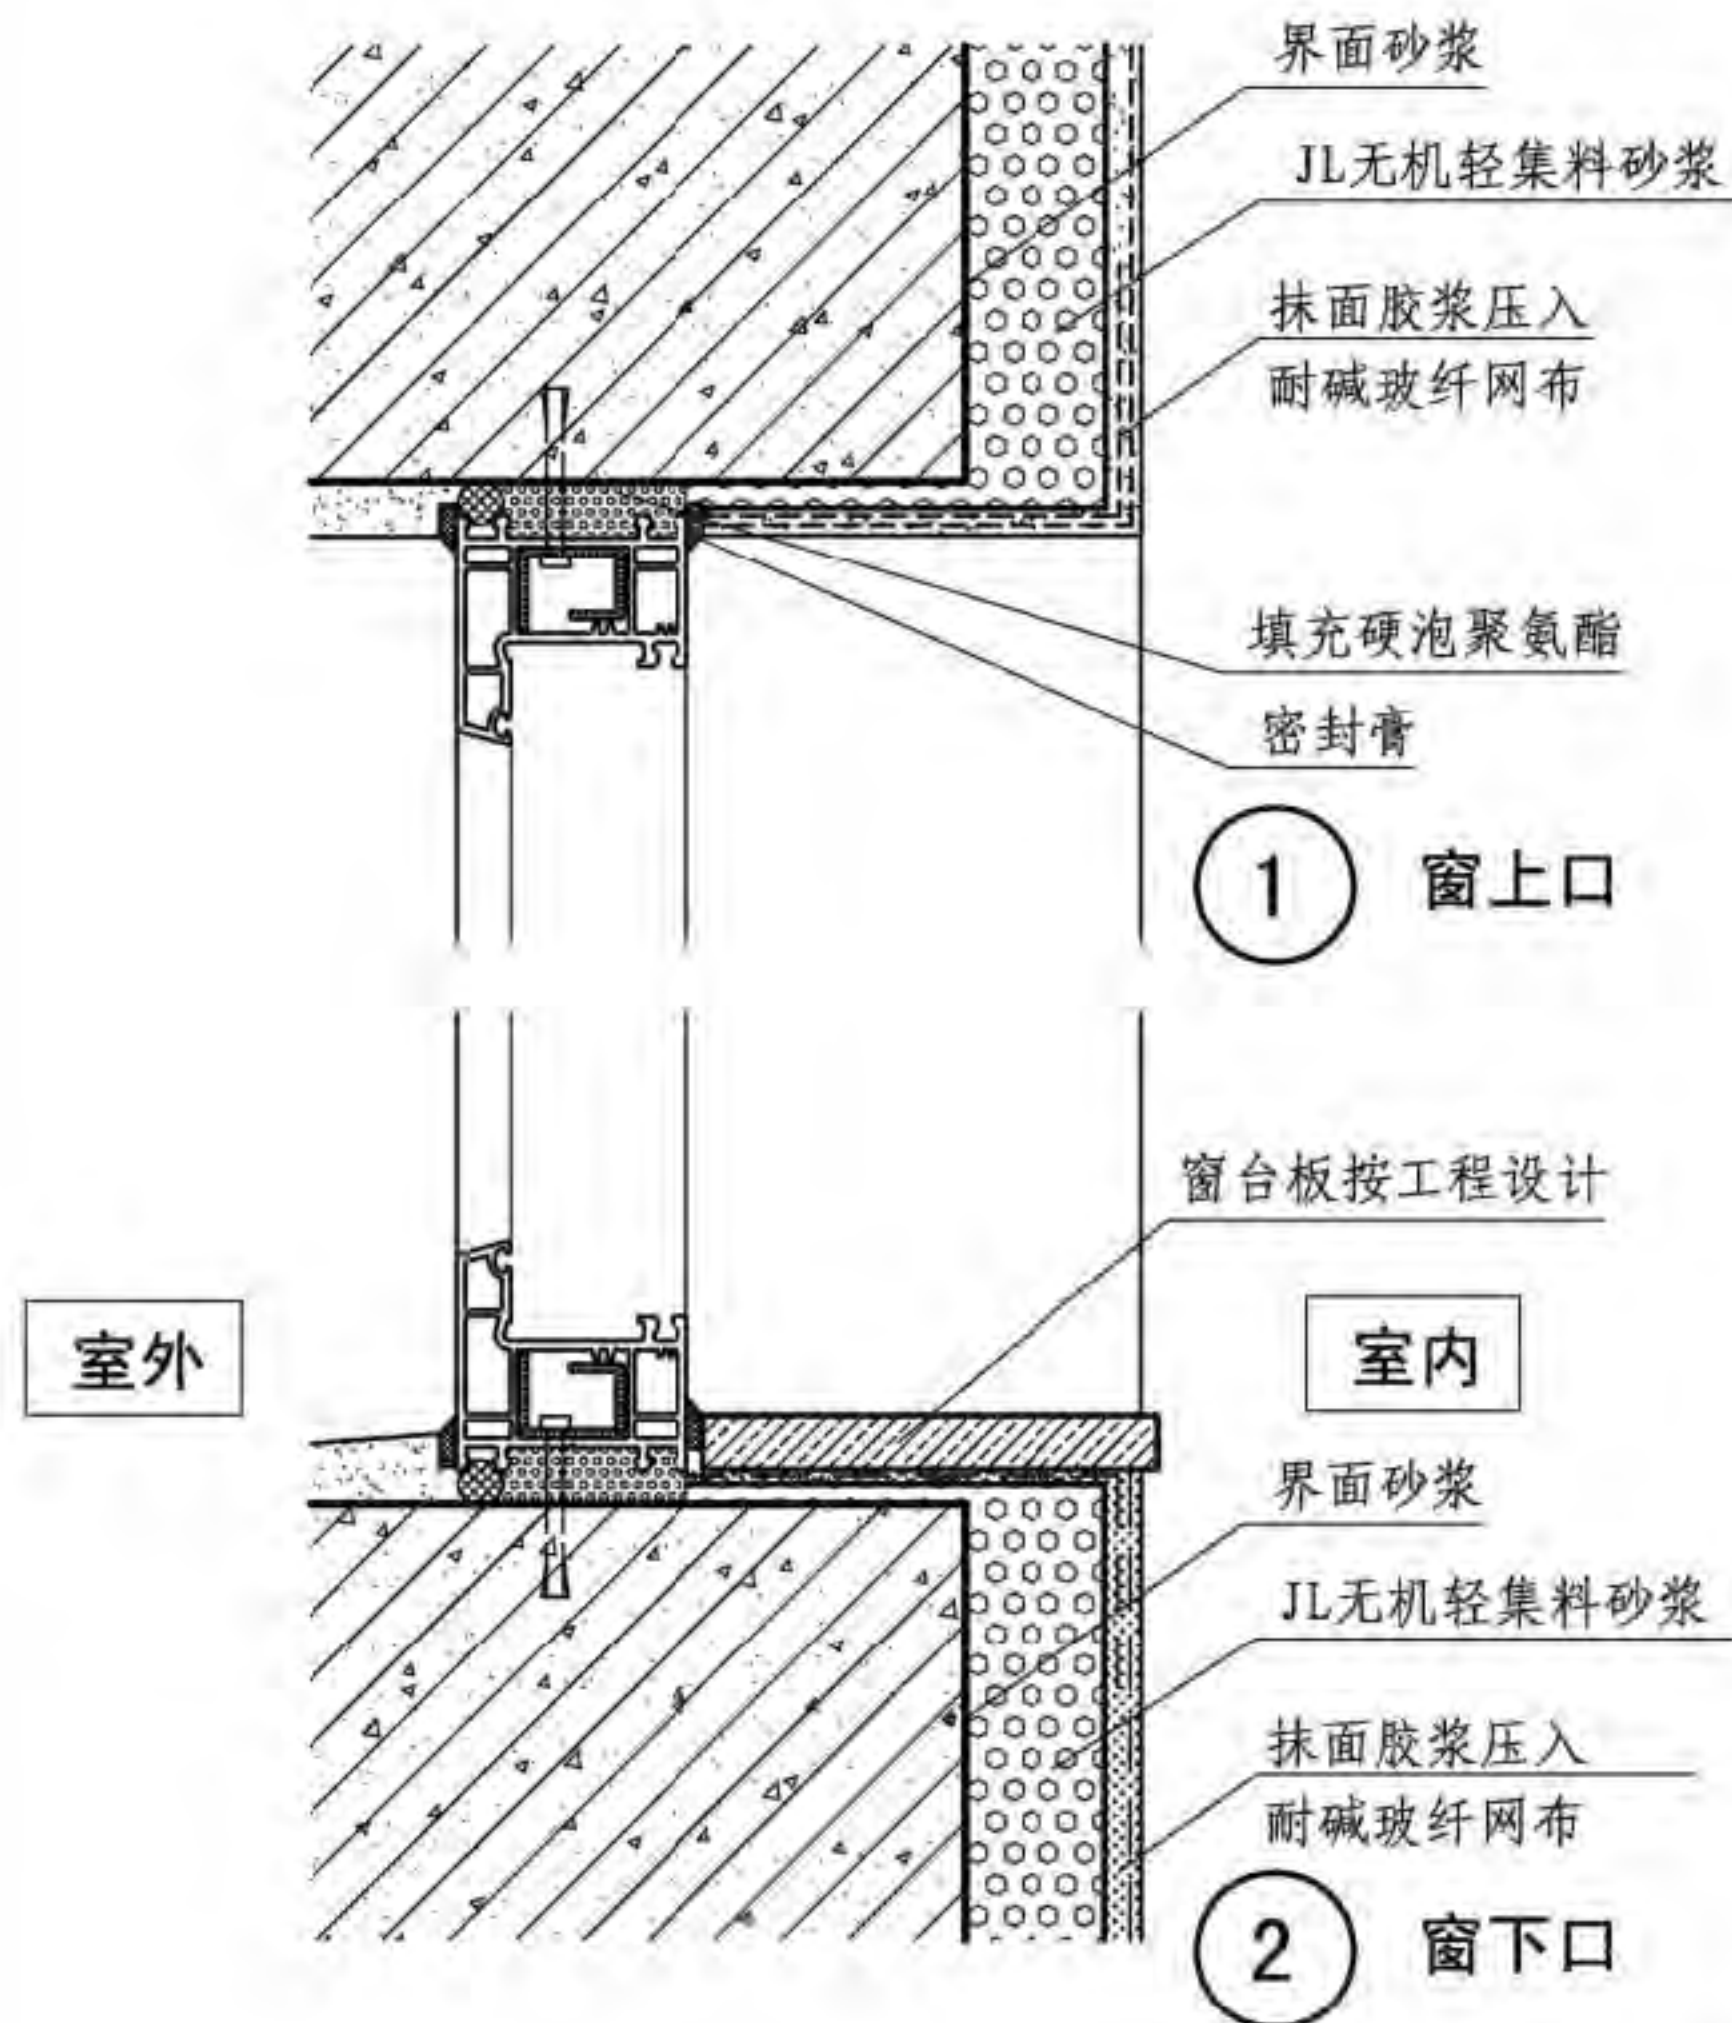 界面砂浆
JL无机轻集料砂浆
抹面胶浆压入
耐碱玻纤网布
填充硬泡聚氨酯
密封膏
1 窗上口
窗台板按工程设计
室外
室内
界面砂浆
JL无机轻集料砂浆
抹面胶浆压入
耐碱玻纤网布
2 窗下口